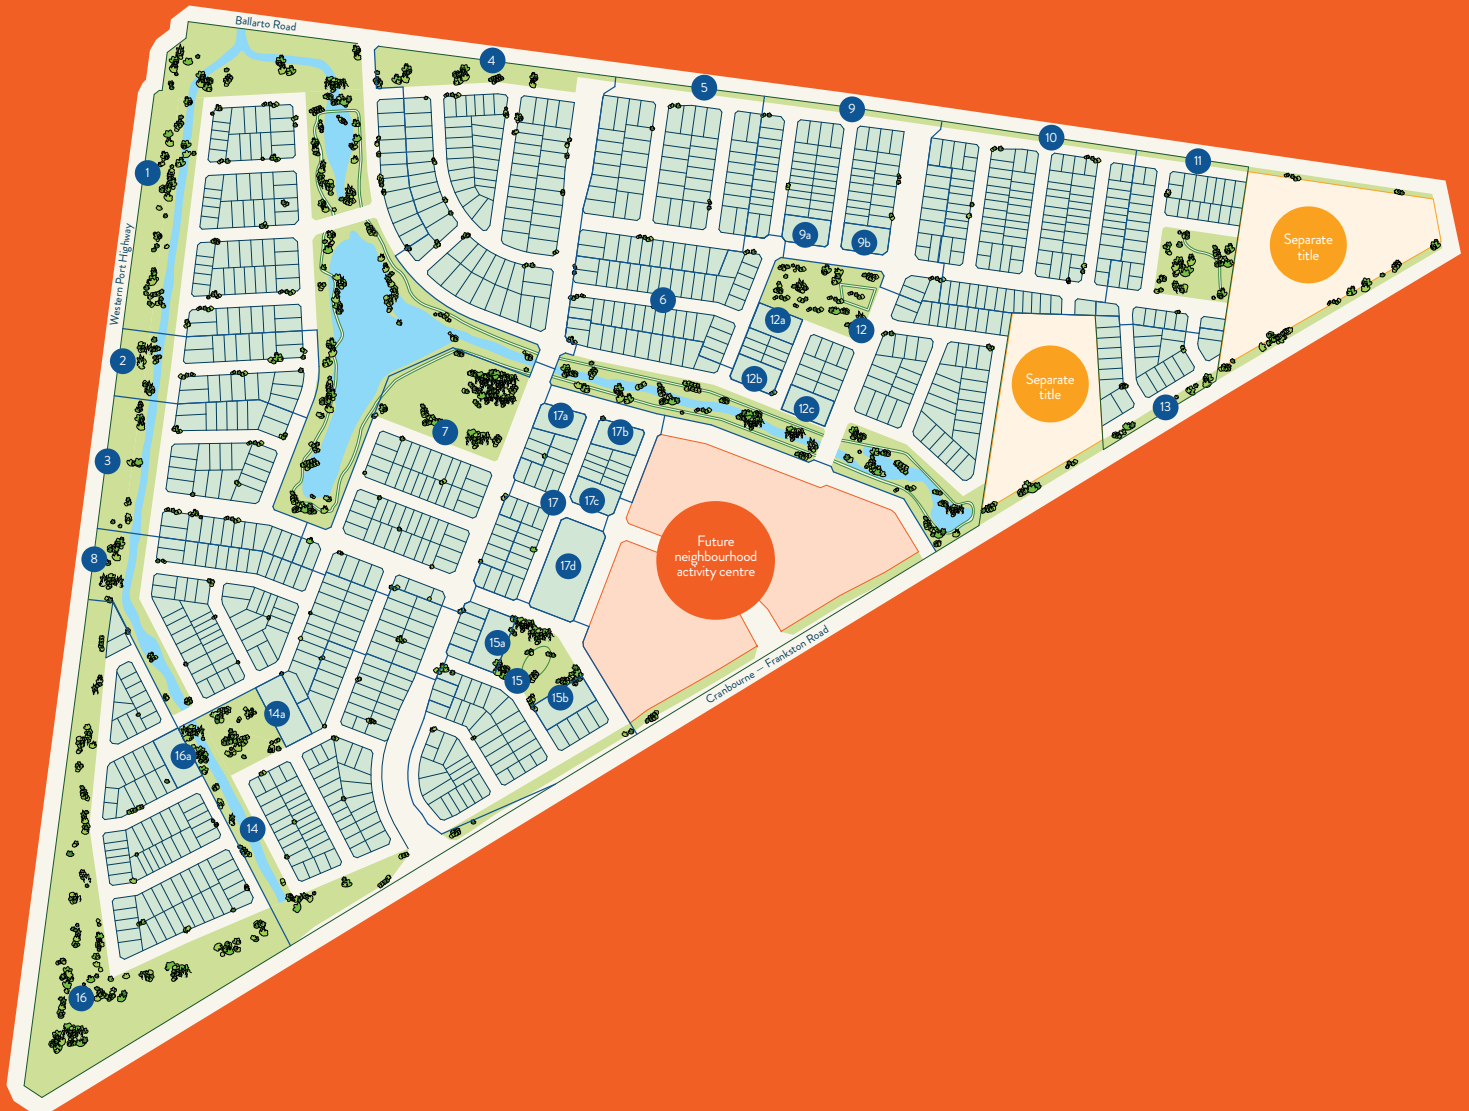 Ballarto Road
4
5
9
10
11
1
Western Port Highway
9a
9b
Separate
title
6
12a
12
2
12b
Separate
title
12c
13
17a
17b
7
3
17
17c
8
17d
Future
neighbourhood
activity centre
15a
15
15b
14a
Cranbourne – Frankston Road
16a
14
16